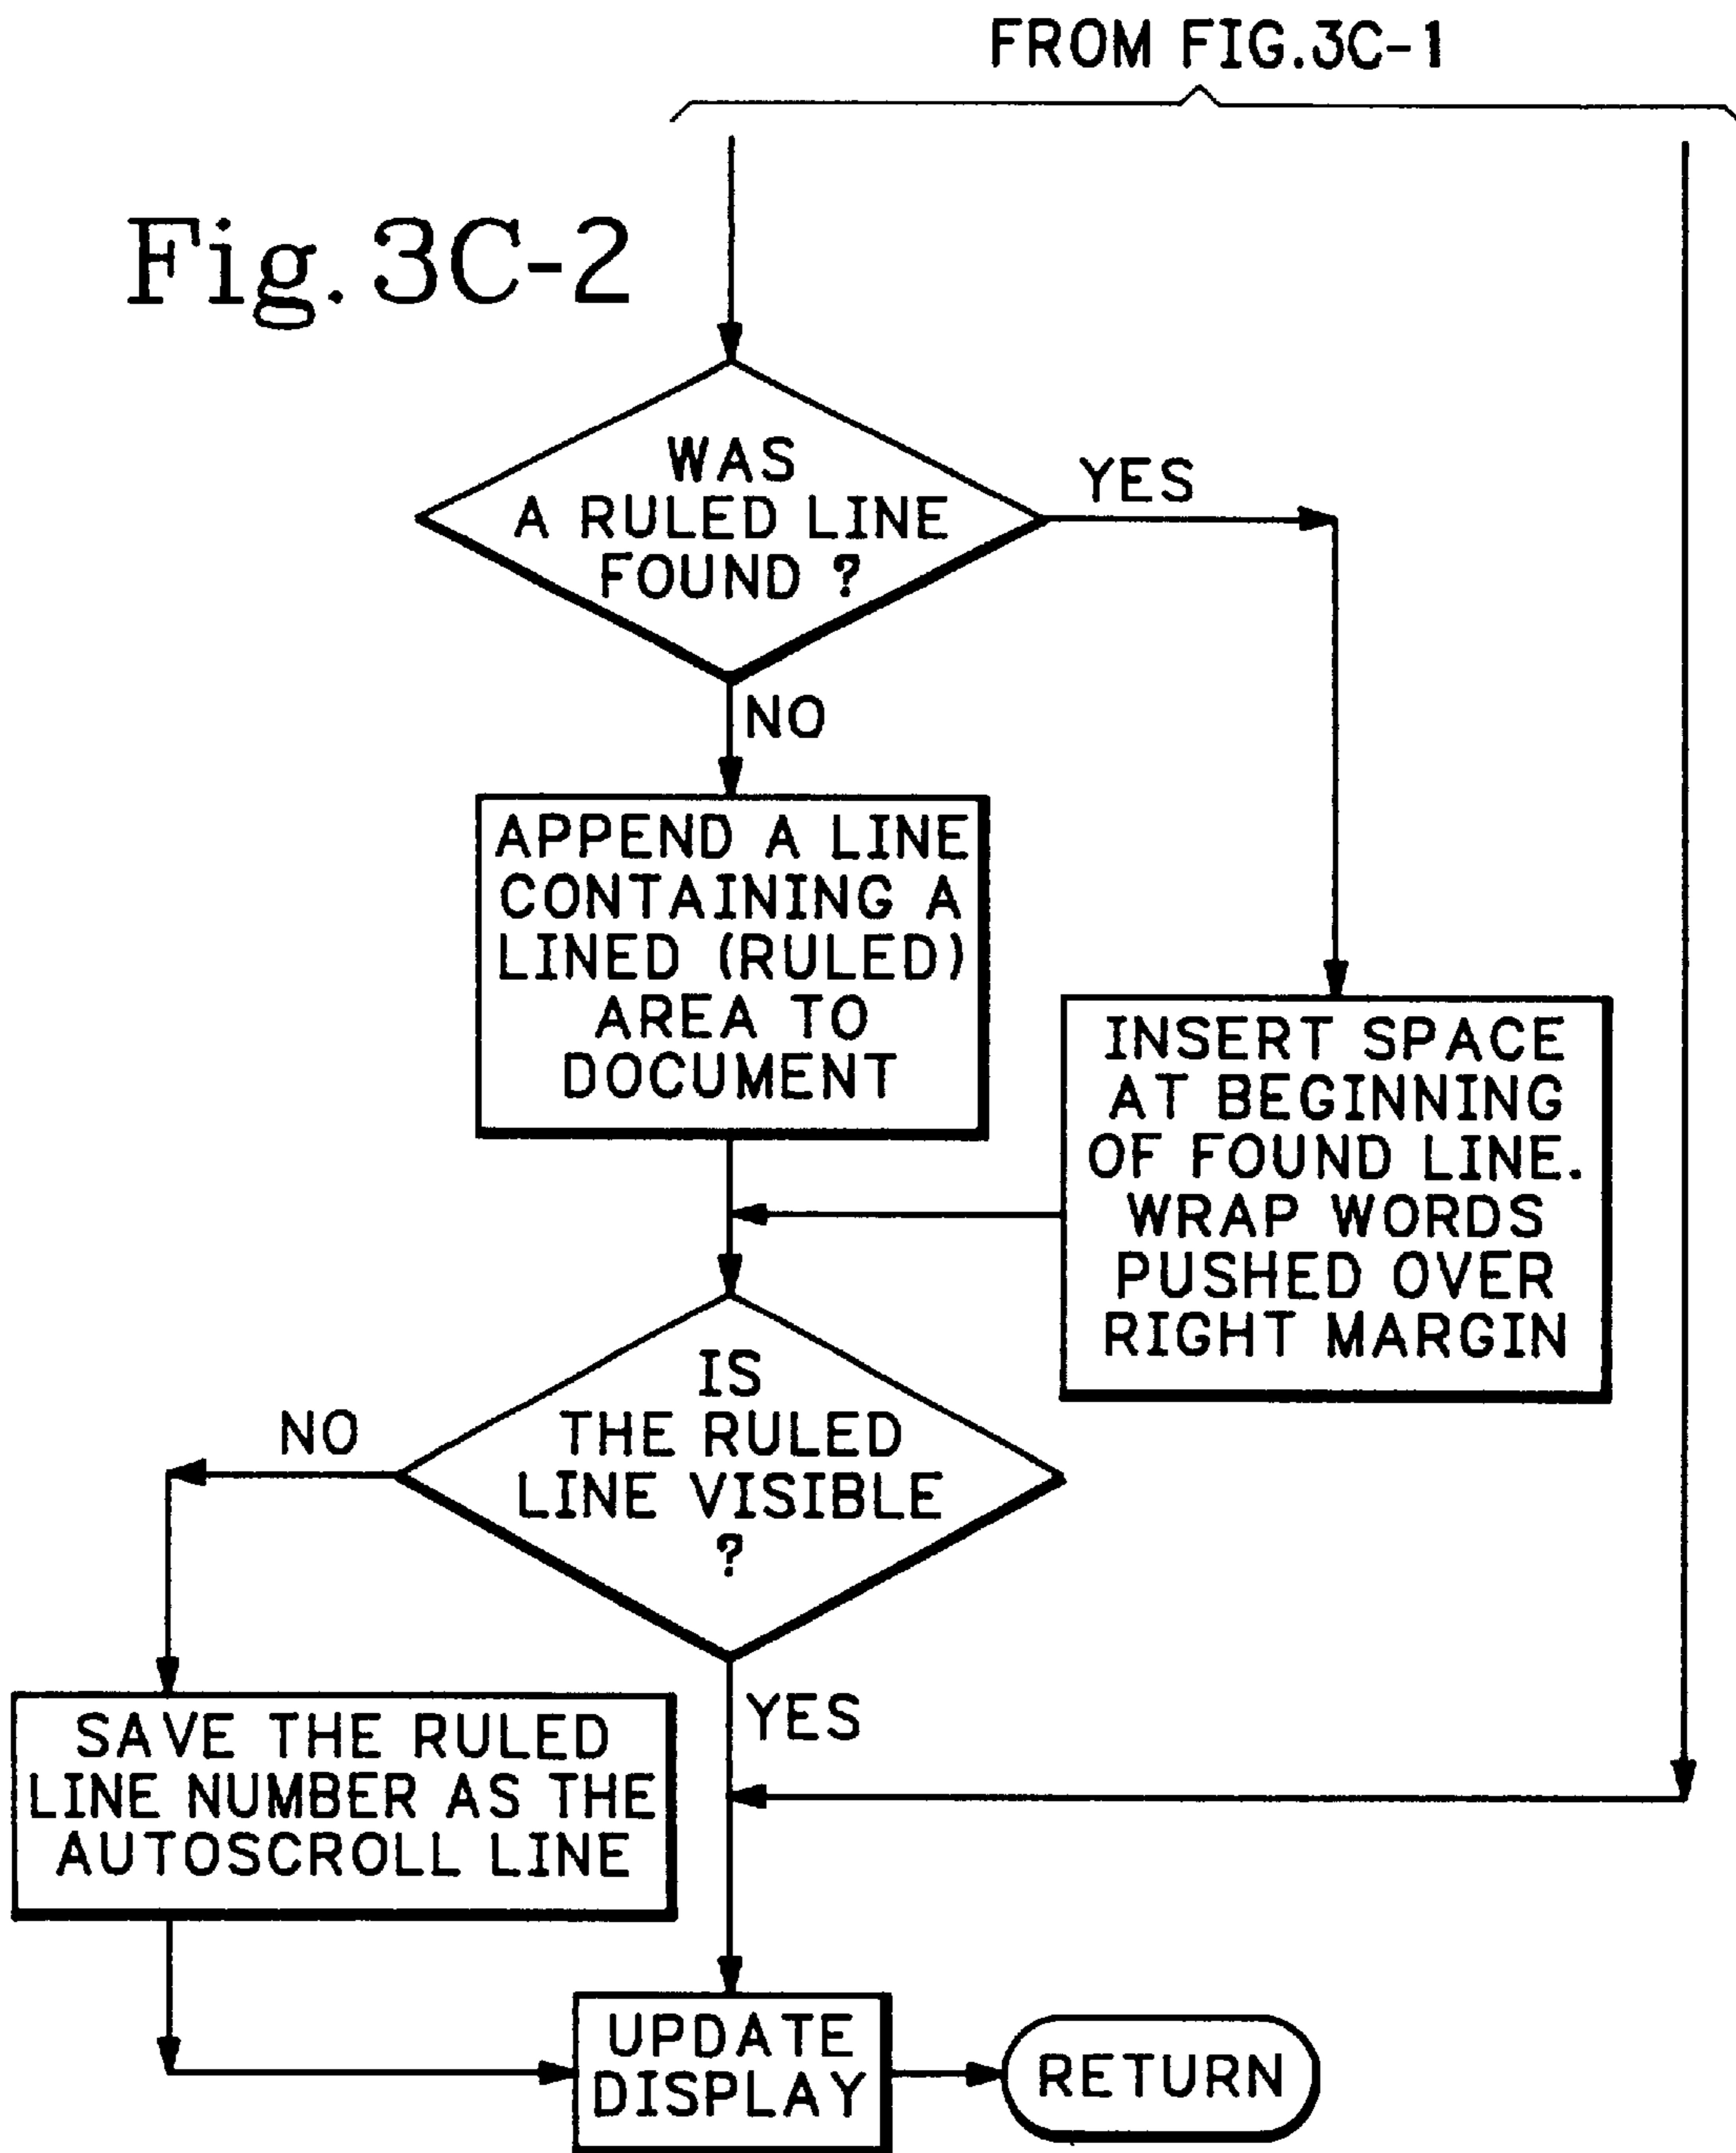 FROM FIG.3C-1
Fig. 3C-2
WAS
A RULED LINE
FOUND ?
YES
NO
APPEND A LINE
CONTAINING A
LINED (RULED)
AREA TO
DOCUMENT
INSERT SPACE
AT BEGINNING
OF FOUND LINE.
WRAP WORDS
PUSHED OVER
RIGHT MARGIN
IS
THE RULED
LINE VISIBLE
?
NO
YES
SAVE THE RULED
LINE NUMBER AS THE
AUTOSCROLL LINE
UPDATE
DISPLAY
RETURN